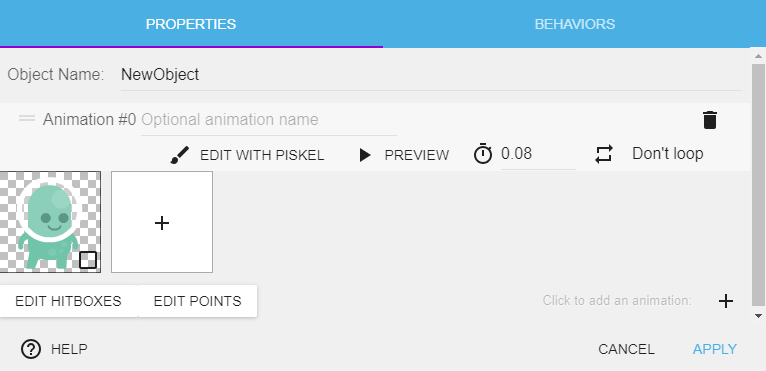 PROPERTIES BEHAVIORS
Object Name: NewObject
Animation #0 Optional animation name
EDIT WITH PISKEL PREVIEW 0.08 Don't loop
EDIT HITBOXES EDIT POINTS Click to add an animation:
HELP CANCEL APPLY